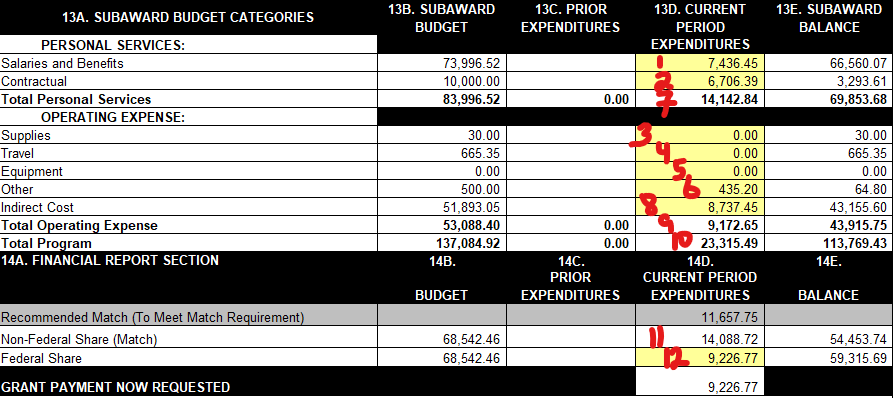 13A. SUBAWARD BUDGET CATEGORIES 13B. SUBAWARD BUDGET 13C. PRIOR EXPENDITURES 13D. CURRENT PERIOD EXPENDITURES 13E. SUBAWARD BALANCE
PERSONAL SERVICES:
Salaries and Benefits 73,996.52 1 7,436.45 66,560.07
Contractual 10,000.00 2 6,706.39 3,293.61
Total Personal Services 83,996.52 0.00 7 14,142.84 69,853.68
OPERATING EXPENSE:
Supplies 30.00 3 0.00 30.00
Travel 665.35 4 0.00 665.35
Equipment 0.00 5 0.00 0.00
Other 500.00 6 435.20 64.80
Indirect Cost 51,893.05 8 8,737.45 43,155.60
Total Operating Expense 53,088.40 0.00 9 9,172.65 43,915.75
Total Program 137,084.92 0.00 10 23,315.49 113,769.43
14A. FINANCIAL REPORT SECTION 14B. BUDGET 14C. PRIOR EXPENDITURES 14D. CURRENT PERIOD EXPENDITURES 14E. BALANCE
Recommended Match (To Meet Match Requirement) 11,657.75
Non-Federal Share (Match) 68,542.46 11 14,088.72 54,453.74
Federal Share 68,542.46 12 9,226.77 59,315.69
GRANT PAYMENT NOW REQUESTED 9,226.77